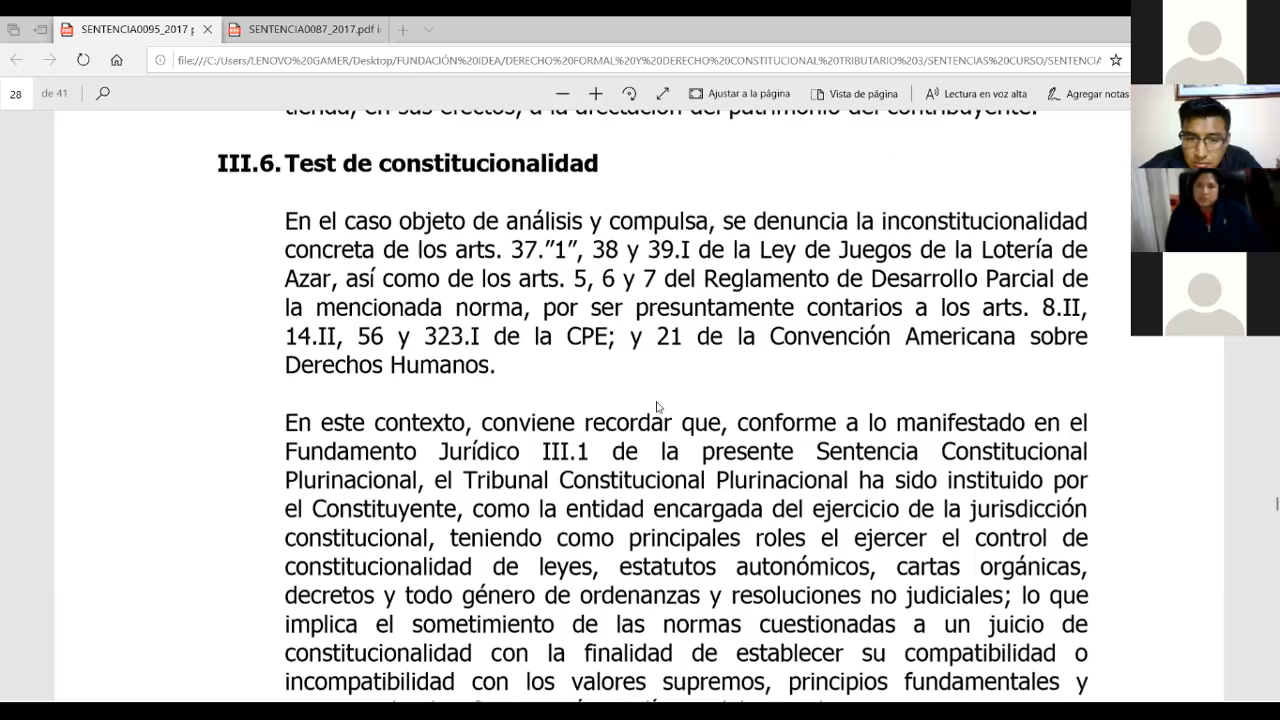 SENTENCIA0095_2017 p
SENTENCIA0087_2017.pdf i
file:///C:/Users/LENOVO%20GAMER/Desktop/FUNDACIÓN%20IDEA/DERECHO%20FORMAL%20Y%20DERECHO%20CONSTITUCIONAL%20TRIBUTARIO%203/SENTENCIAS%20CURSO/SENTENCIA
28 de 41
Ajustar a la página
Vista de página
Lectura en voz alta
Agregar notas
tienda, en sus efectos, a la afectación del patrimonio del contribuyente.
III.6. Test de constitucionalidad
En el caso objeto de análisis y compulsa, se denuncia la inconstitucionalidad
concreta de los arts. 37.”1”, 38 y 39.I de la Ley de Juegos de la Lotería de
Azar, así como de los arts. 5, 6 y 7 del Reglamento de Desarrollo Parcial de
la mencionada norma, por ser presuntamente contarios a los arts. 8.II,
14.II, 56 y 323.I de la CPE; y 21 de la Convención Americana sobre
Derechos Humanos.
En este contexto, conviene recordar que, conforme a lo manifestado en el
Fundamento Jurídico III.1 de la presente Sentencia Constitucional
Plurinacional, el Tribunal Constitucional Plurinacional ha sido instituido por
el Constituyente, como la entidad encargada del ejercicio de la jurisdicción
constitucional, teniendo como principales roles el ejercer el control de
constitucionalidad de leyes, estatutos autonómicos, cartas orgánicas,
decretos y todo género de ordenanzas y resoluciones no judiciales; lo que
implica el sometimiento de las normas cuestionadas a un juicio de
constitucionalidad con la finalidad de establecer su compatibilidad o
incompatibilidad con los valores supremos, principios fundamentales y